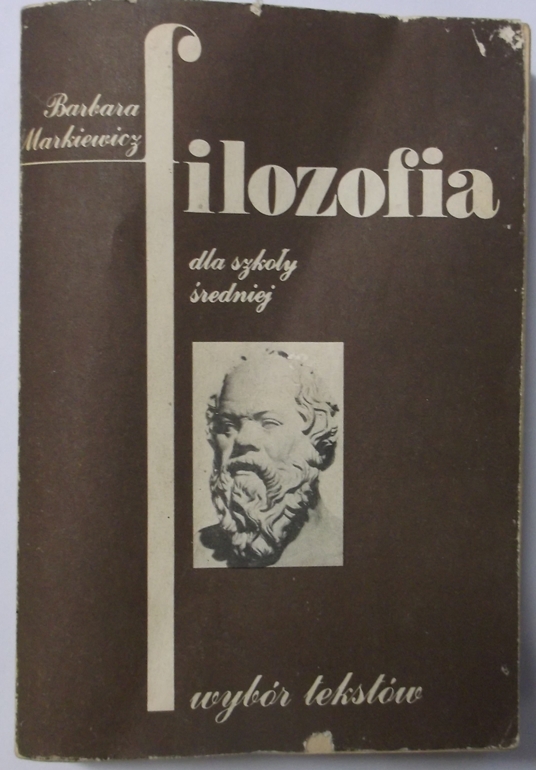 Barbara
Markiewicz
filozofia
dla szkoły
średniej
wybór tekstów